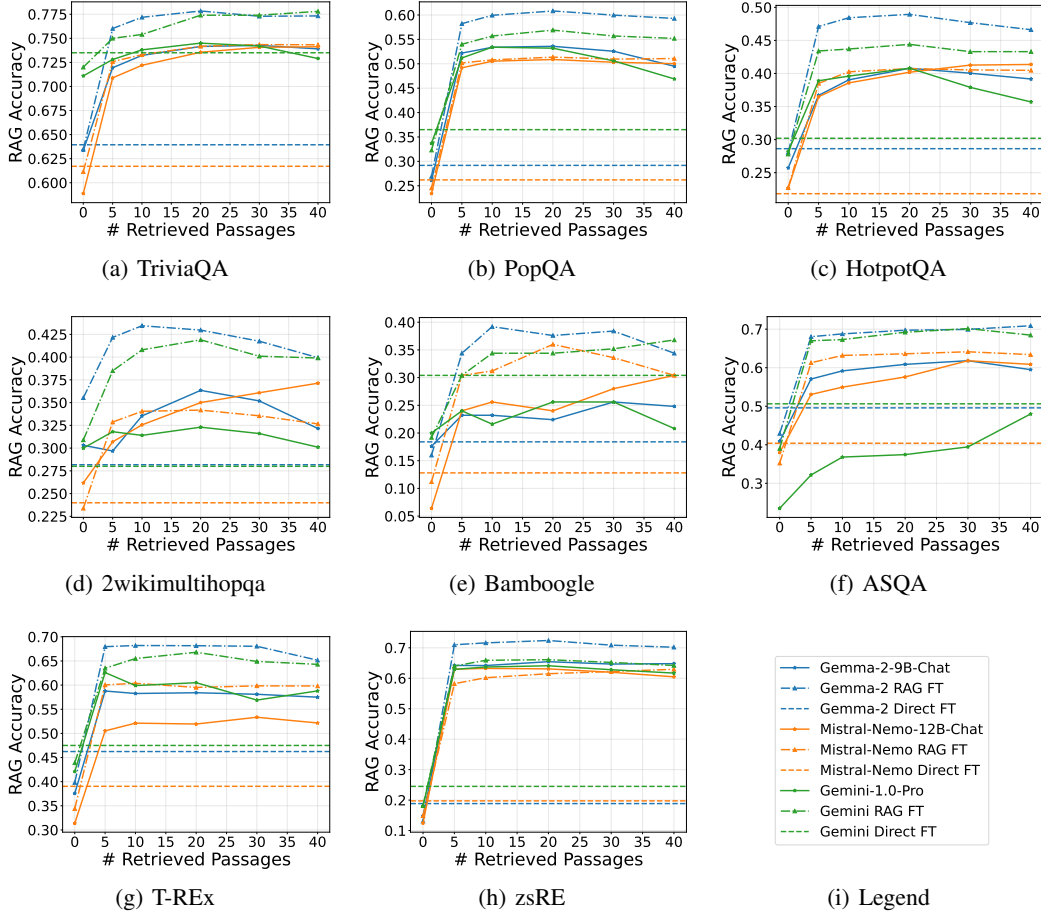 RAG Accuracy
0.775
0.750
0.725
0.700
0.675
0.650
0.625
0.600
0 5 10 15 20 25 30 35 40
# Retrieved Passages
(a) TriviaQA
RAG Accuracy
0.60
0.55
0.50
0.45
0.40
0.35
0.30
0.25
0 5 10 15 20 25 30 35 40
# Retrieved Passages
(b) PopQA
RAG Accuracy
0.50
0.45
0.40
0.35
0.30
0.25
0 5 10 15 20 25 30 35 40
# Retrieved Passages
(c) HotpotQA
RAG Accuracy
0.425
0.400
0.375
0.350
0.325
0.300
0.275
0.250
0.225
0 5 10 15 20 25 30 35 40
# Retrieved Passages
(d) 2wikimultihopqa
RAG Accuracy
0.40
0.35
0.30
0.25
0.20
0.15
0.10
0.05
0 5 10 15 20 25 30 35 40
# Retrieved Passages
(e) Bamboogle
RAG Accuracy
0.7
0.6
0.5
0.4
0.3
0 5 10 15 20 25 30 35 40
# Retrieved Passages
(f) ASQA
RAG Accuracy
0.70
0.65
0.60
0.55
0.50
0.45
0.40
0.35
0.30
0 5 10 15 20 25 30 35 40
# Retrieved Passages
(g) T-REx
RAG Accuracy
0.7
0.6
0.5
0.4
0.3
0.2
0.1
0 5 10 15 20 25 30 35 40
# Retrieved Passages
(h) zsRE
Gemma-2-9B-Chat
Gemma-2 RAG FT
Gemma-2 Direct FT
Mistral-Nemo-12B-Chat
Mistral-Nemo RAG FT
Mistral-Nemo Direct FT
Gemini-1.0-Pro
Gemini RAG FT
Gemini Direct FT
(i) Legend